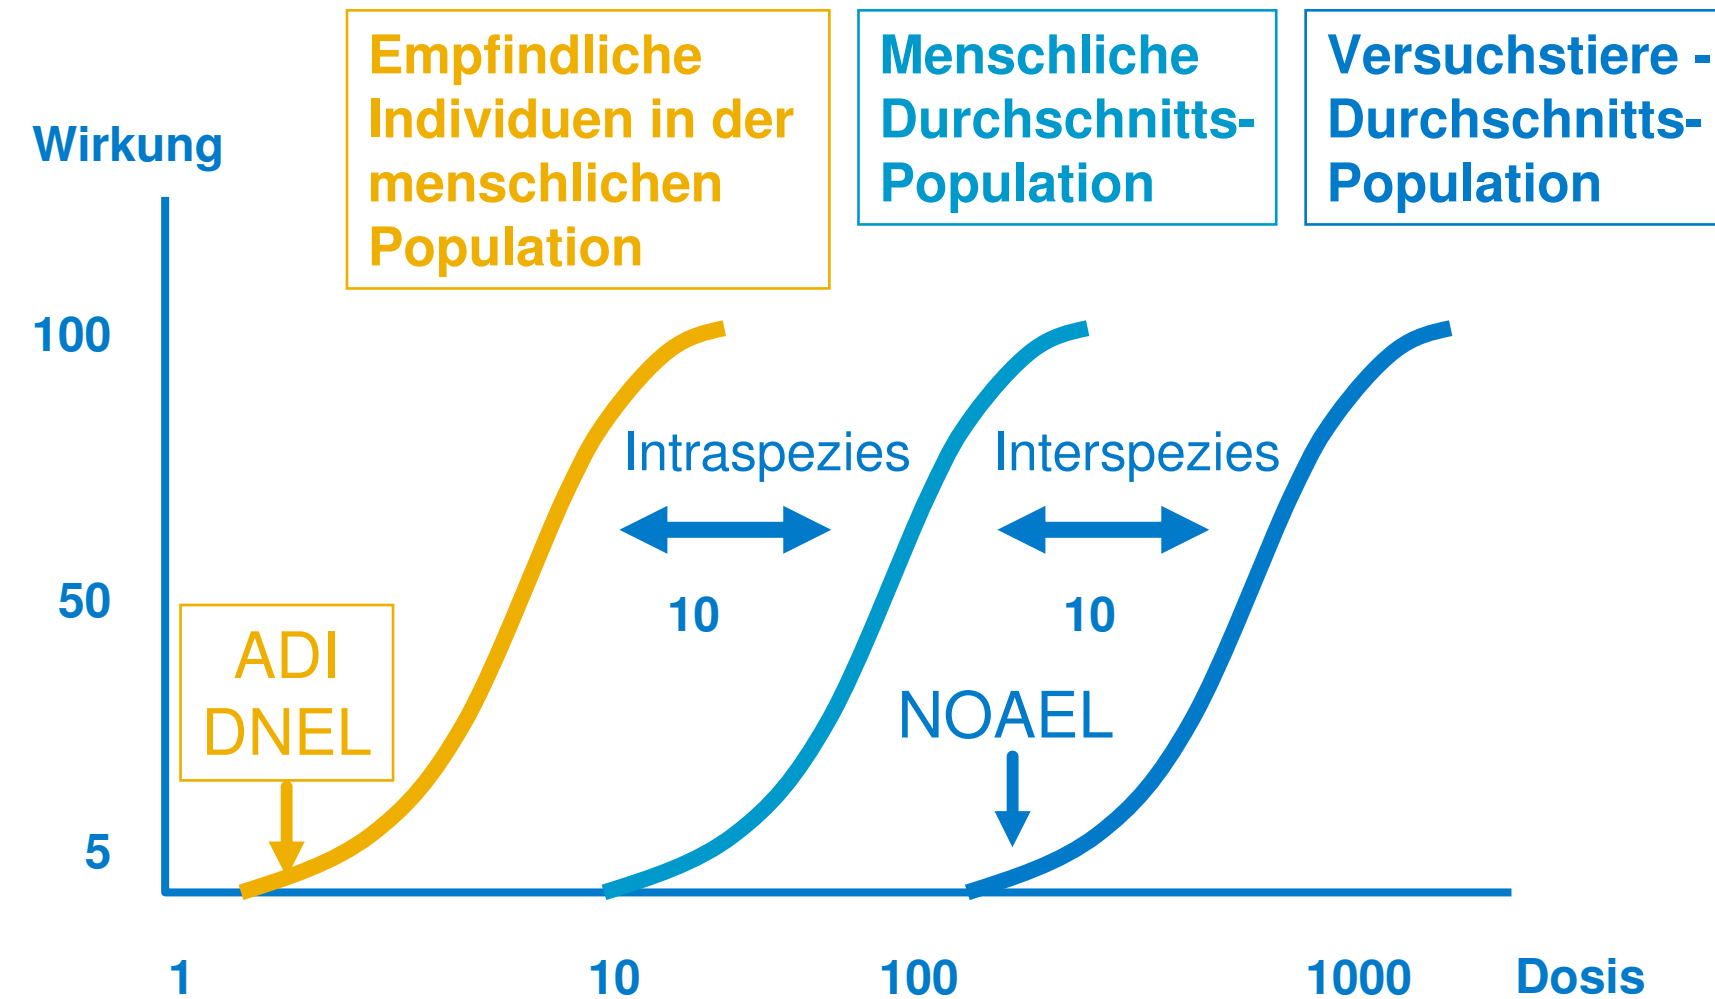 Empfindliche
Individuen in der
menschlichen
Population
Menschliche
Durchschnitts-
Population
Versuchstiere -
Durchschnitts-
Population
Wirkung
100
50
5
Intraspezies
10
Interspezies
10
ADI
DNEL
NOAEL
1
10
100
1000
Dosis